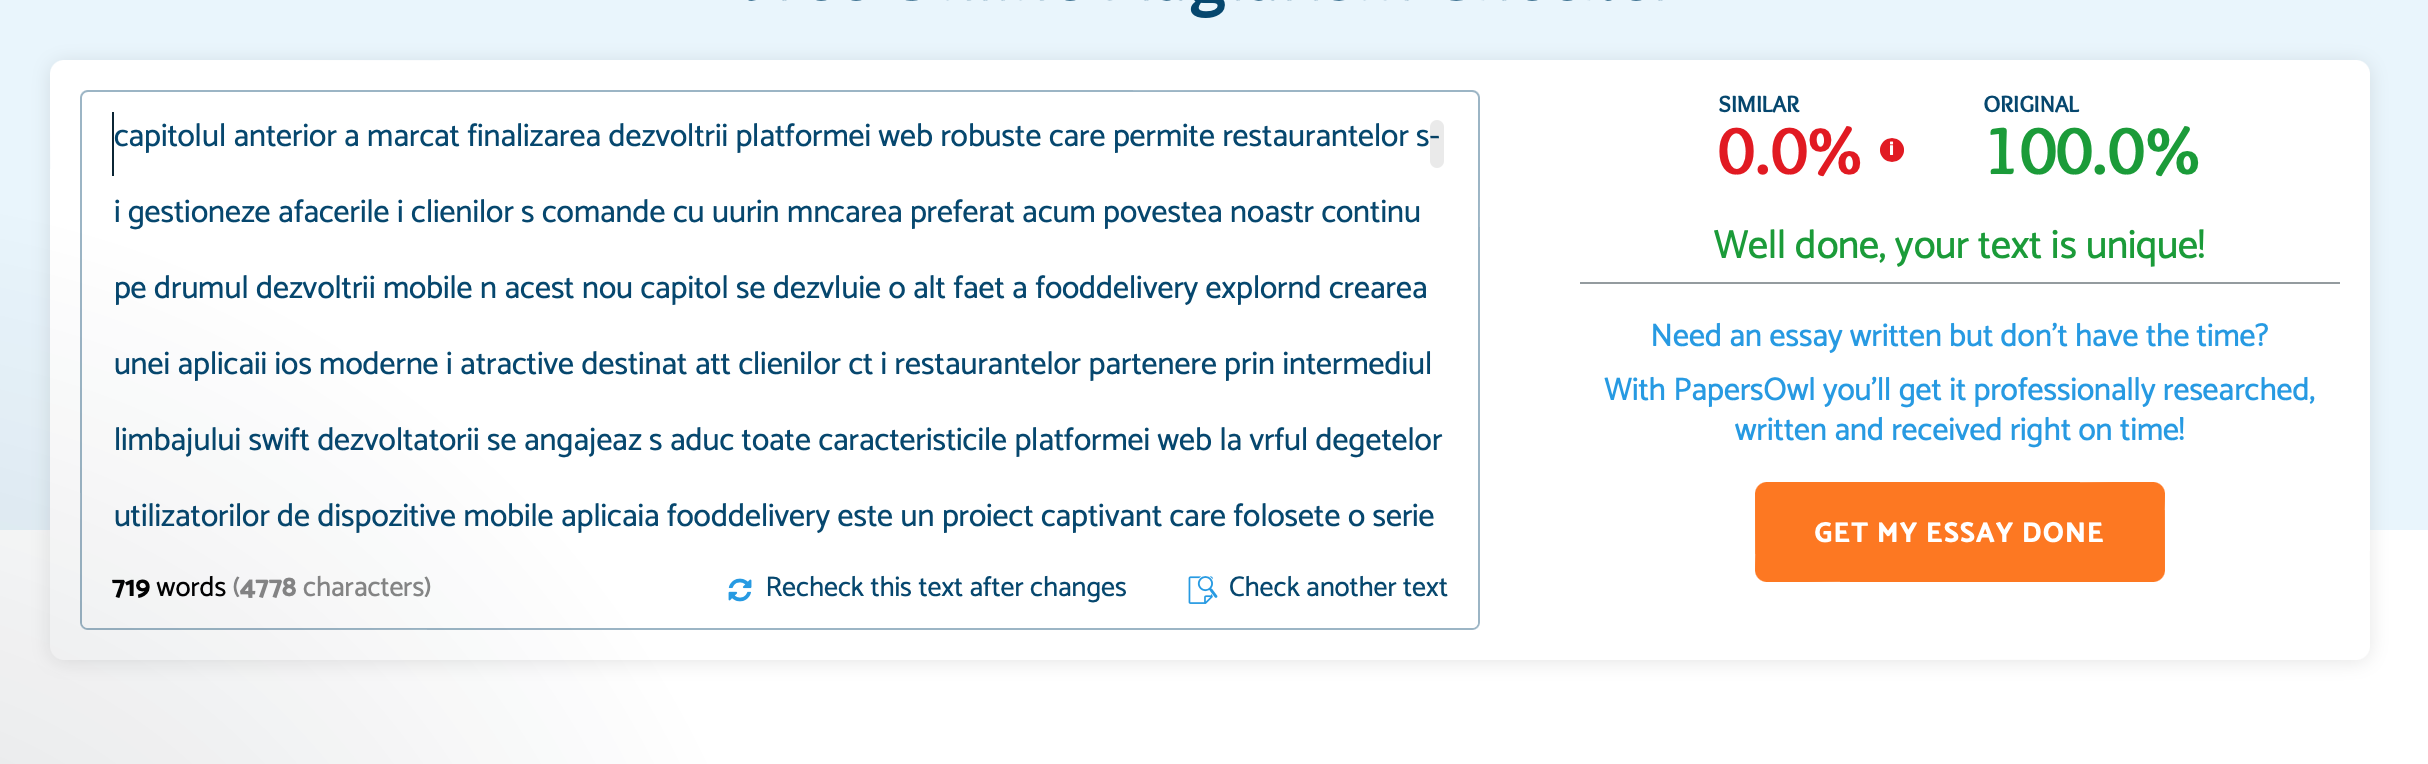 capitolul anterior a marcat finalizarea dezvoltrii platformei web robuste care permite restaurantelor s-
i gestioneze afacerile i clienilor s comande cu uurin mncarea preferat acum povestea noastr continu
pe drumul dezvoltrii mobile n acest nou capitol se dezvluie o alt faet a fooddelivery explornd crearea
unei aplicaii ios moderne i atractive destinat att clienilor ct i restaurantelor partenere prin intermediul
limbajului swift dezvoltatorii se angajeaz s aduc toate caracteristicile platformei web la vrful degetelor
utilizatorilor de dispozitive mobile aplicaia fooddelivery este un proiect captivant care folosete o serie
719 words (4778 characters)
Recheck this text after changes
Check another text
SIMILAR
0.0%
ORIGINAL
100.0%
Well done, your text is unique!
Need an essay written but don't have the time?
With PapersOwl you'll get it professionally researched,
written and received right on time!
GET MY ESSAY DONE